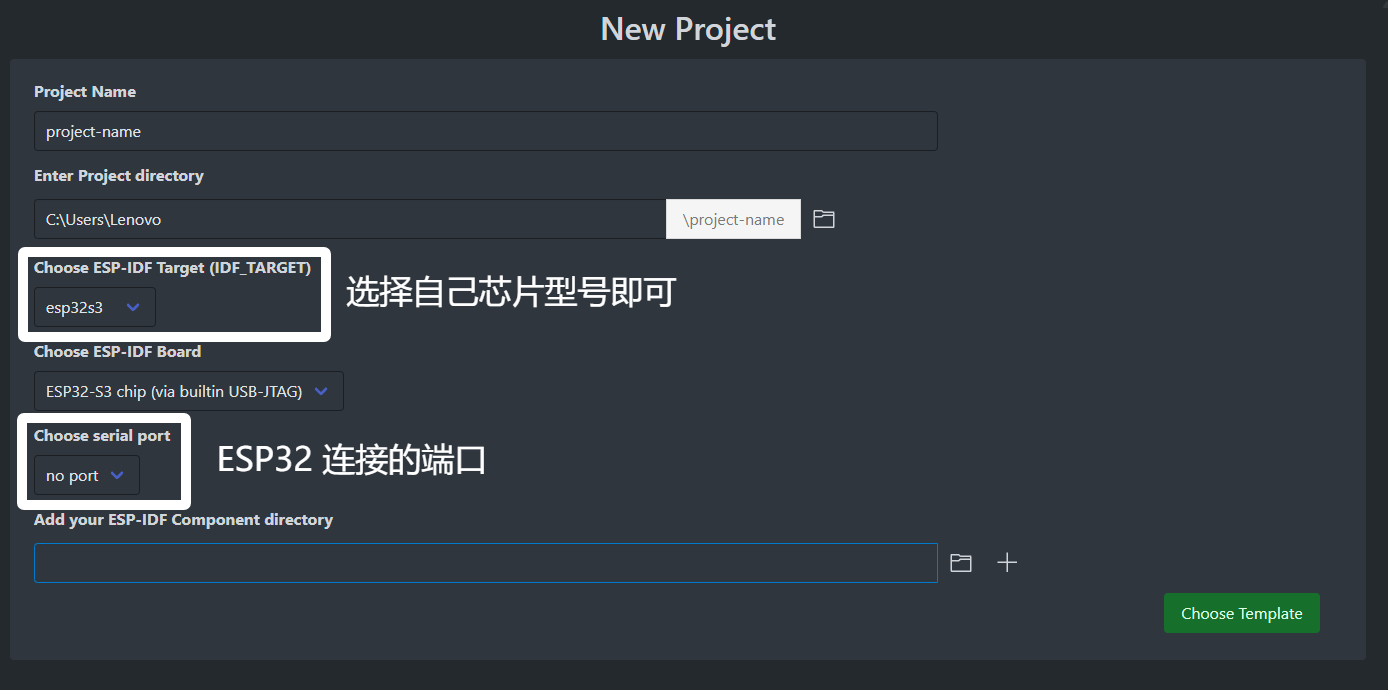 New Project
Project Name
project-name
Enter Project directory
C:\Users\Lenovo \project-name
Choose ESP-IDF Target (IDF_TARGET)
选择自己芯片型号即可
esp32s3
Choose ESP-IDF Board
ESP32-S3 chip (via builtin USB-JTAG)
Choose serial port
ESP32 连接的端口
no port
Add your ESP-IDF Component directory
Choose Template